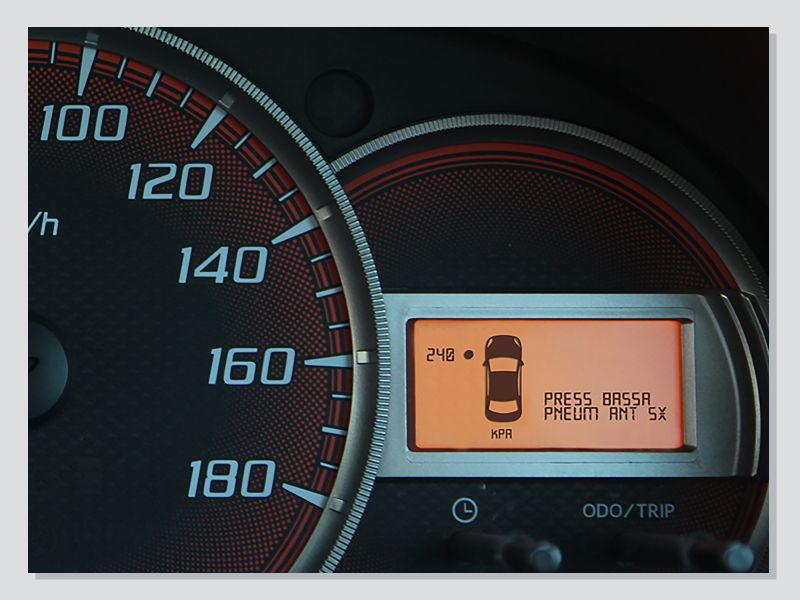 100
120
/h
140
160
180
240
PRESS BASSA
PNEUM ANT SX
KPA
ODO/TRIP